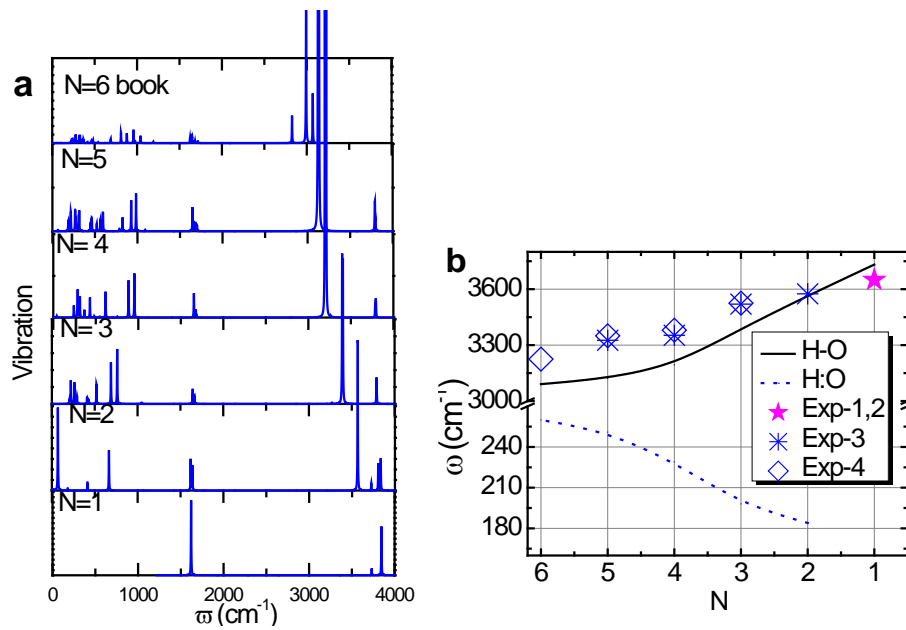 a
N=6 book
N=5
N=4
N=3
N=2
N=1
Vibration
0
1000
2000
3000
4000
ϖ (cm⁻¹)
b
3600
3300
3000
240
210
180
ω (cm⁻¹)
H-O
H:O
Exp-1,2
Exp-3
Exp-4
6 5 4 3 2 1
N